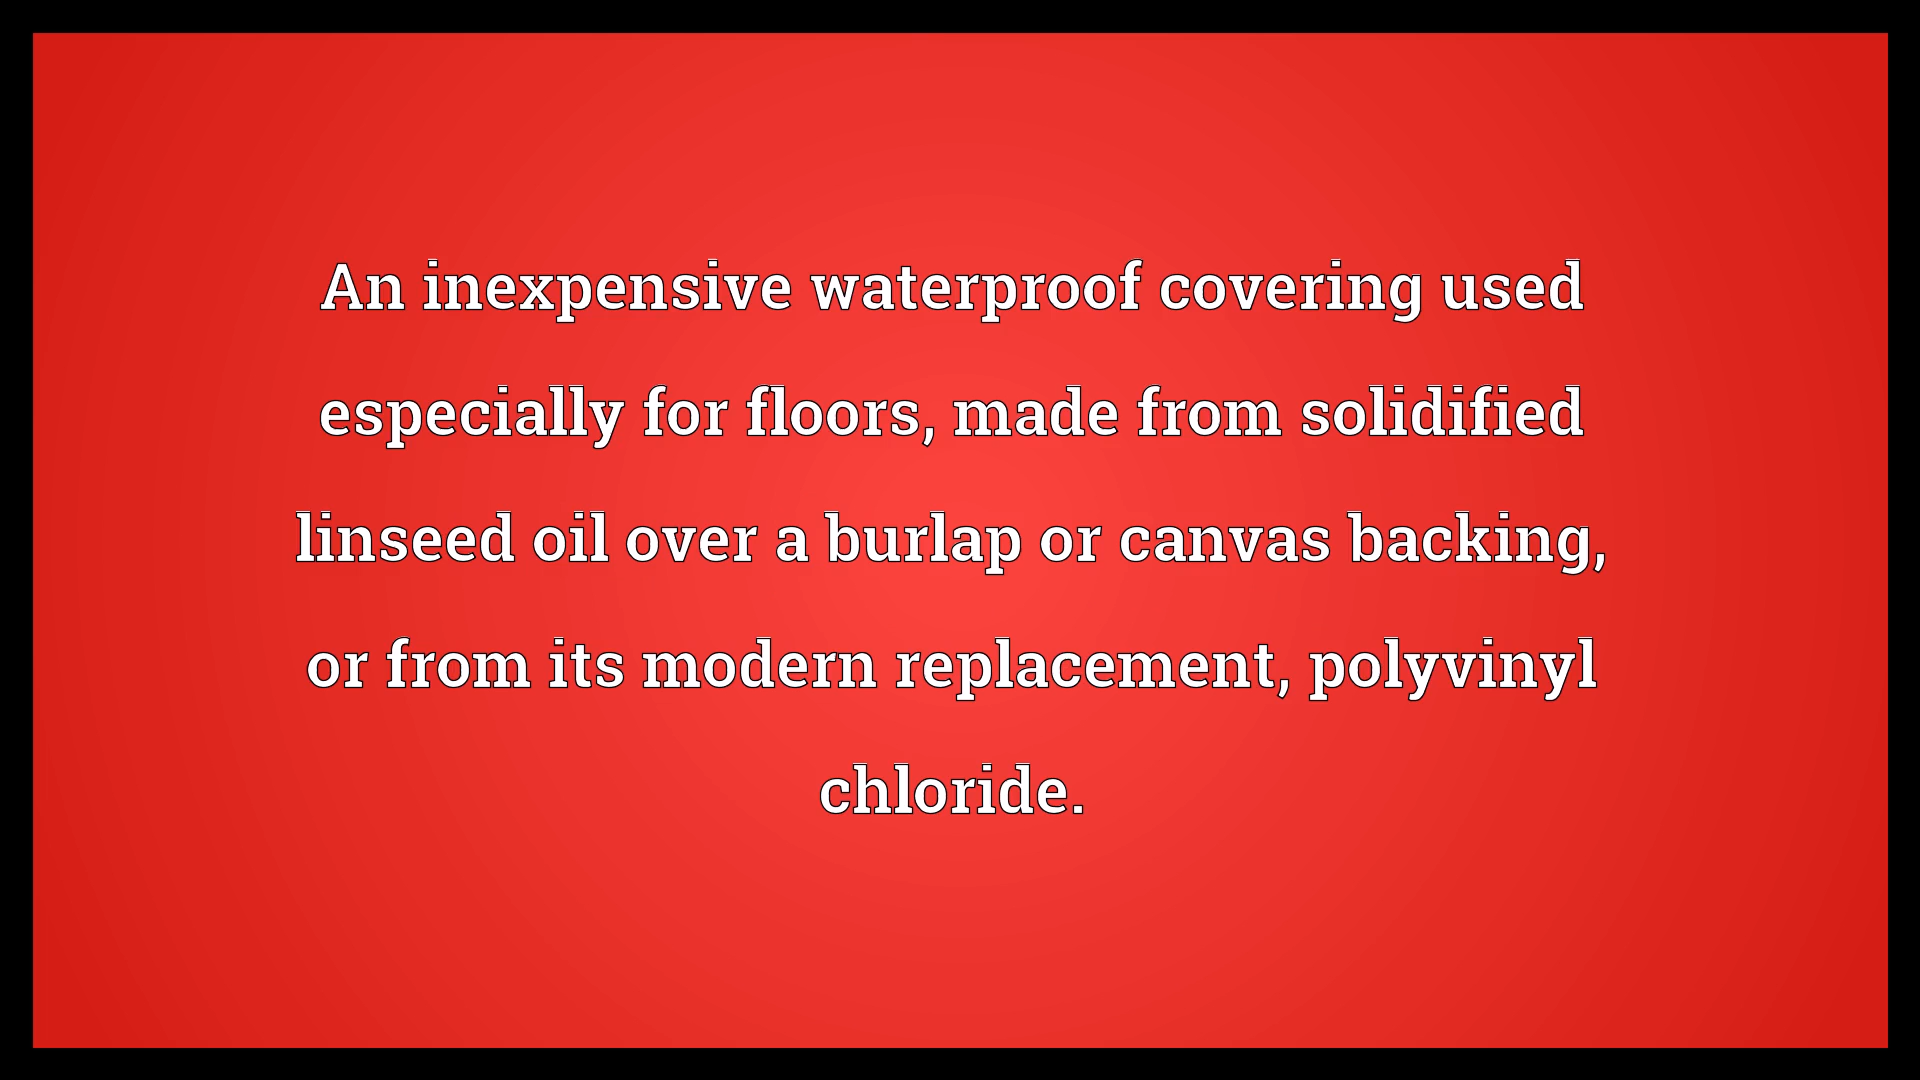 An inexpensive waterproof covering used
especially for floors, made from solidified
linseed oil over a burlap or canvas backing,
or from its modern replacement, polyvinyl
chloride.